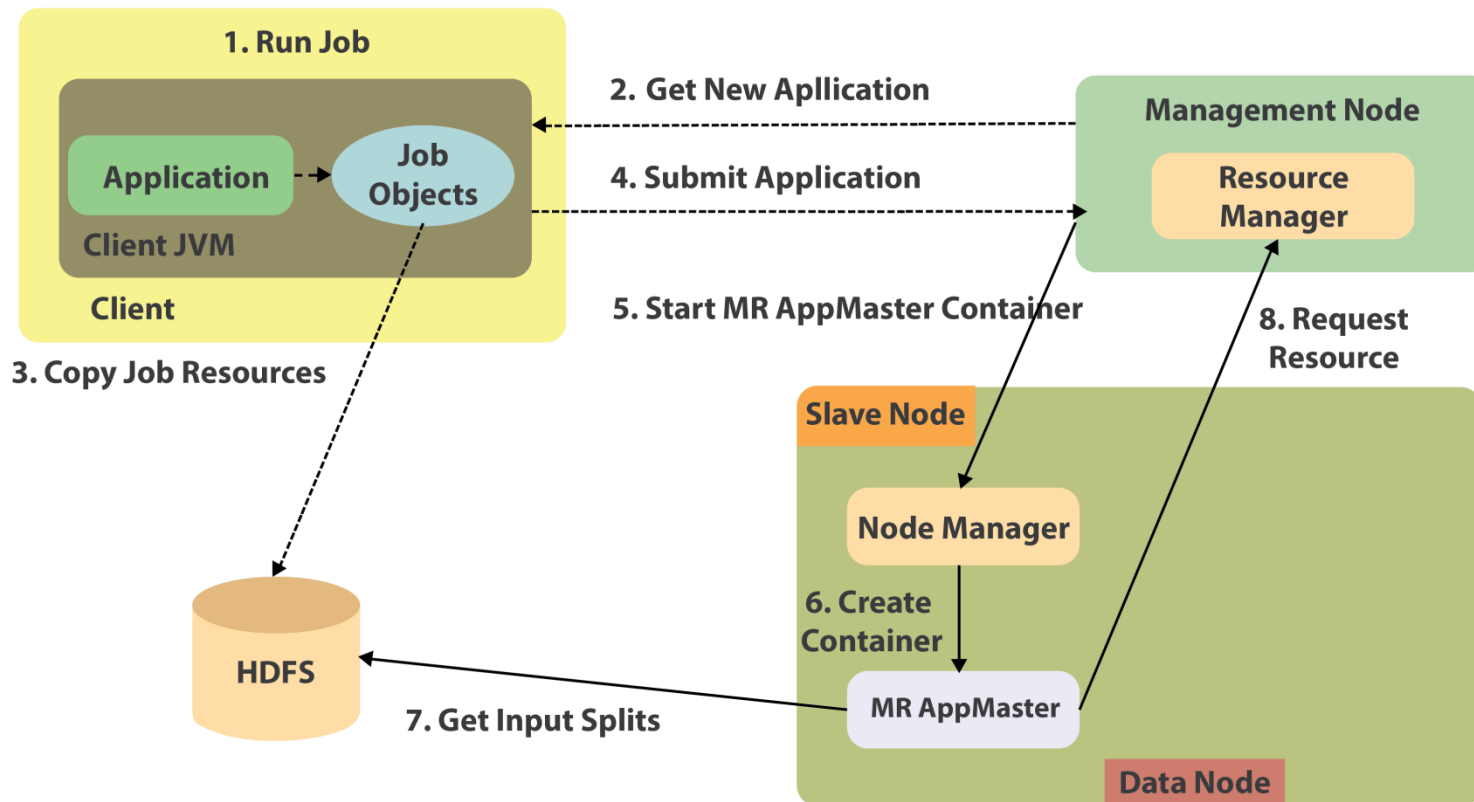 1. Run Job
2. Get New Apllication
Management Node
Application
Job
Objects
4. Submit Application
Resource
Manager
Client JVM
Client
5. Start MR AppMaster Container
8. Request
Resource
3. Copy Job Resources
Slave Node
Node Manager
6. Create
Container
HDFS
MR AppMaster
7. Get Input Splits
Data Node